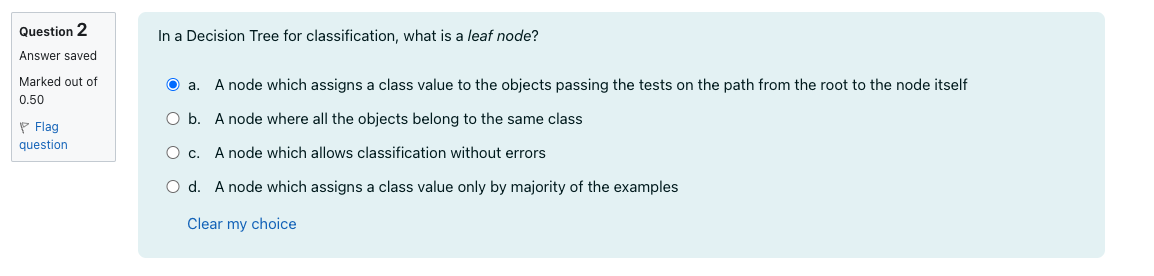 Question 2
Answer saved
Marked out of
0.50
Flag
question
In a Decision Tree for classification, what is a leaf node?
a. A node which assigns a class value to the objects passing the tests on the path from the root to the node itself
b. A node where all the objects belong to the same class
c. A node which allows classification without errors
d. A node which assigns a class value only by majority of the examples
Clear my choice